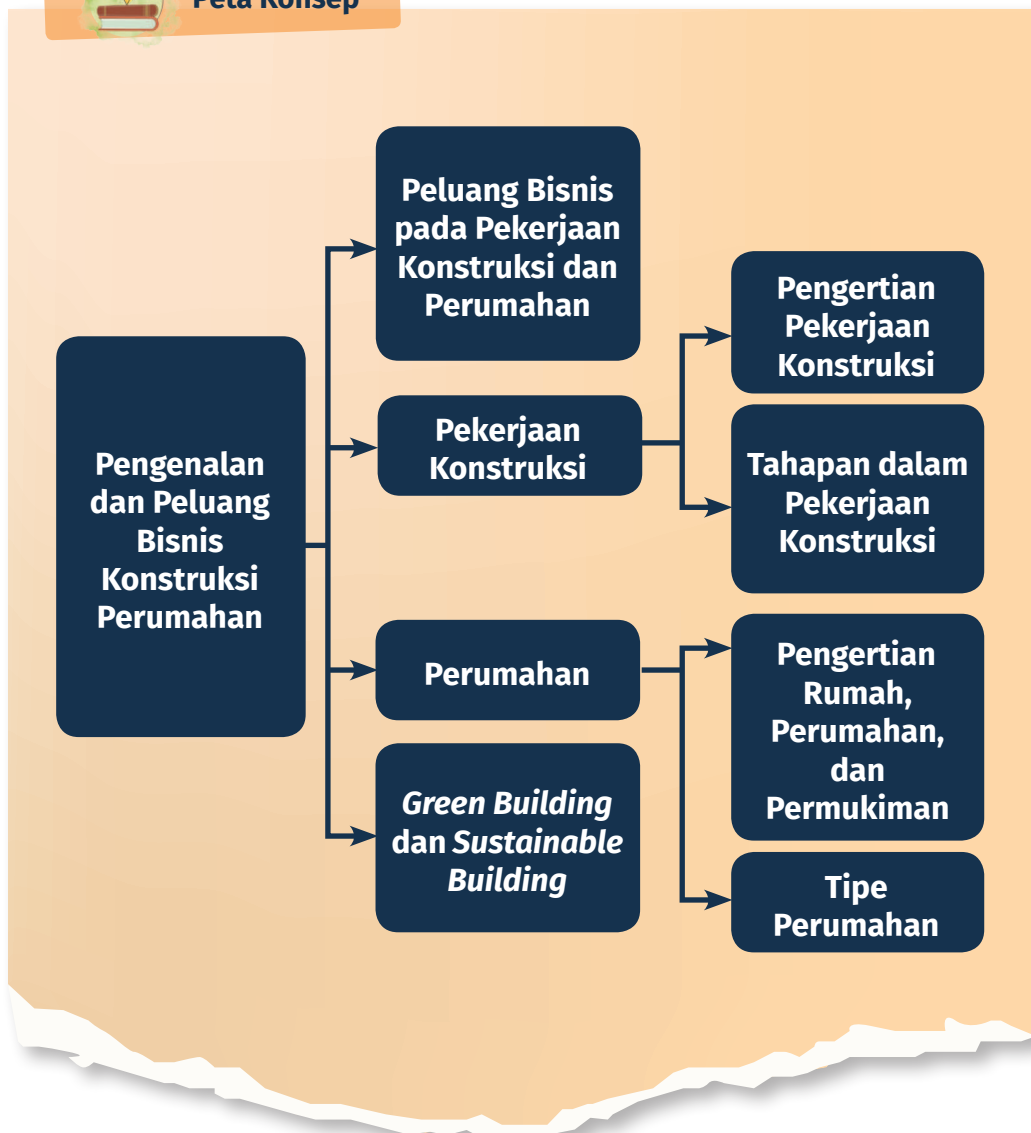 Peta Konsep
Pengenalan
dan Peluang
Bisnis
Konstruksi
Perumahan
Peluang Bisnis
pada Pekerjaan
Konstruksi dan
Perumahan
Pekerjaan
Konstruksi
Pengertian
Pekerjaan
Konstruksi
Tahapan dalam
Pekerjaan
Konstruksi
Perumahan
Pengertian
Rumah,
Perumahan,
dan
Permukiman
Tipe
Perumahan
Green Building
dan Sustainable
Building